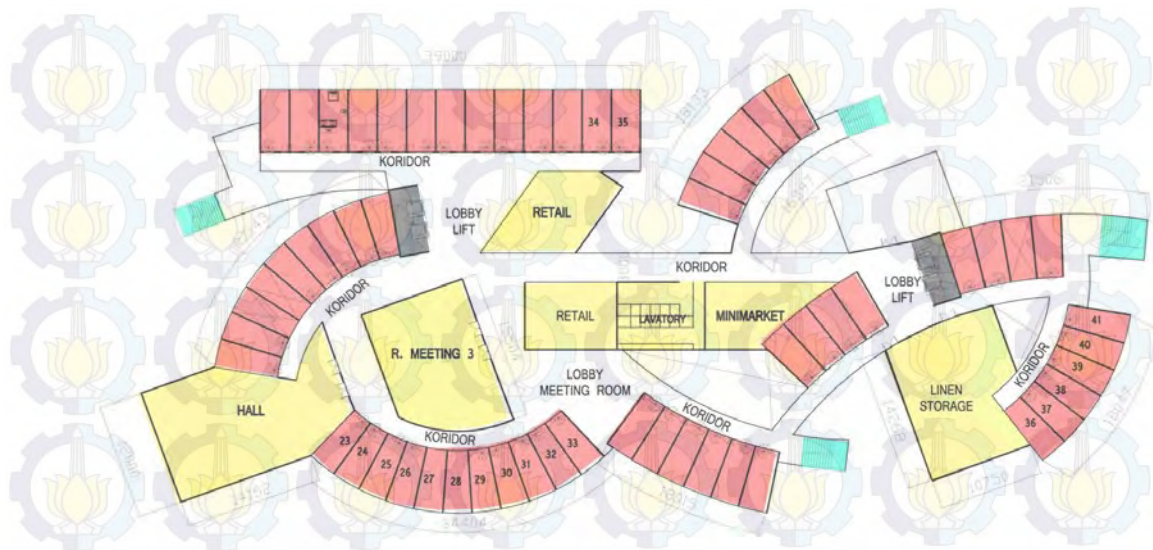 34
35
KORIDOR
LOBBY
LIFT
RETAIL
KORIDOR
KORIDOR
LOBBY
LIFT
RETAIL
LAVATORY
MINIMARKET
R. MEETING 3
LOBBY
MEETING ROOM
HALL
KORIDOR
KORIDOR
LINEN
STORAGE
KORIDOR
41
40
39
38
37
36
23
24
25
26
27
28
29
30
31
32
33